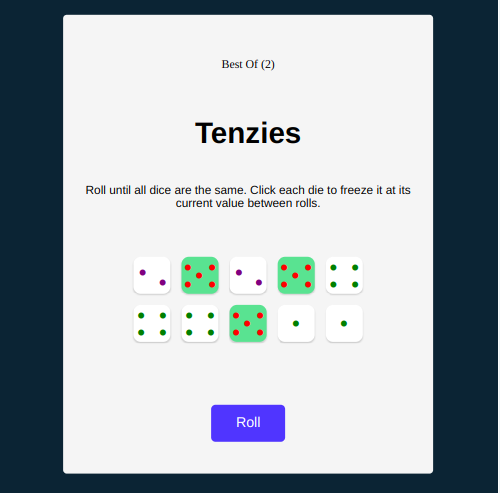 Best Of (2)
Tenzies
Roll until all dice are the same. Click each die to freeze it at its
current value between rolls.
Roll